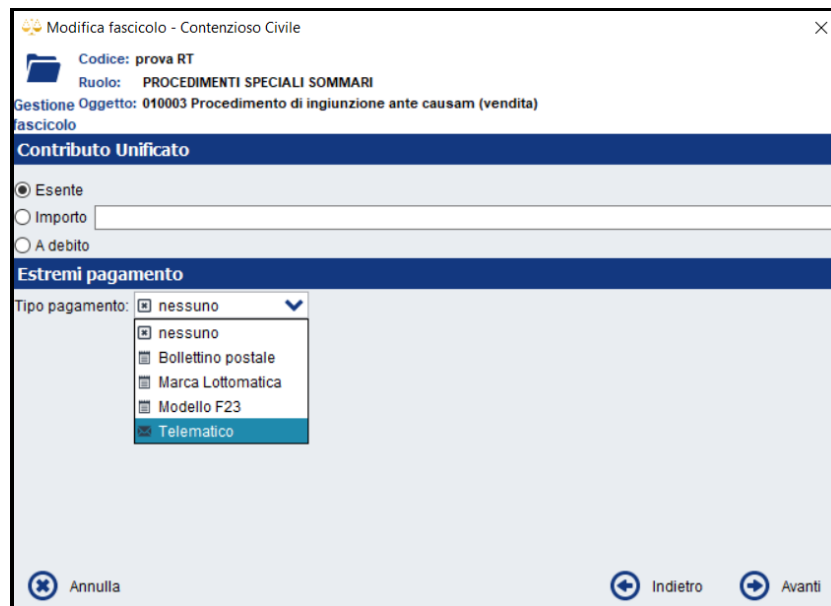 Modifica fascicolo - Contenzioso Civile
Codice: prova RT
Ruolo: PROCEDIMENTI SPECIALI SOMMARI
Gestione fascicolo
Oggetto: 010003 Procedimento di ingiunzione ante causam (vendita)
Contributo Unificato
Esente
Importo
A debito
Estremi pagamento
Tipo pagamento: nessuno
nessuno
Bollettino postale
Marca Lottomatica
Modello F23
Telematico
Annulla Indietro Avanti